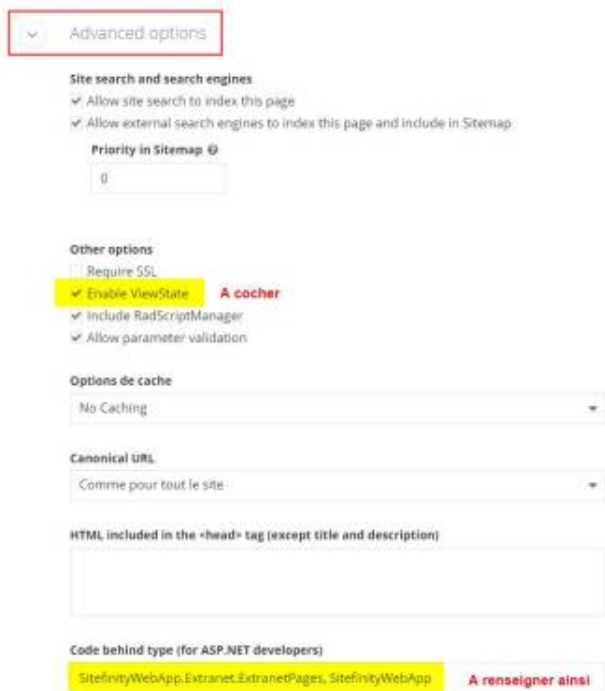 Advanced options
Site search and search engines
Allow site search to index this page
Allow external search engines to index this page and include in Sitemap
Priority in Sitemap
0
Other options
Require SSL
Enable ViewState A cocher
Include RadScriptManager
Allow parameter validation
Options de cache
No Caching
Canonical URL
Comme pour tout le site
HTML included in the <head> tag (except title and description)
Code behind type (for ASP.NET developers)
SitefinityWebApp.Extranet.ExtranetPages, SitefinityWebApp A renseigner ainsi